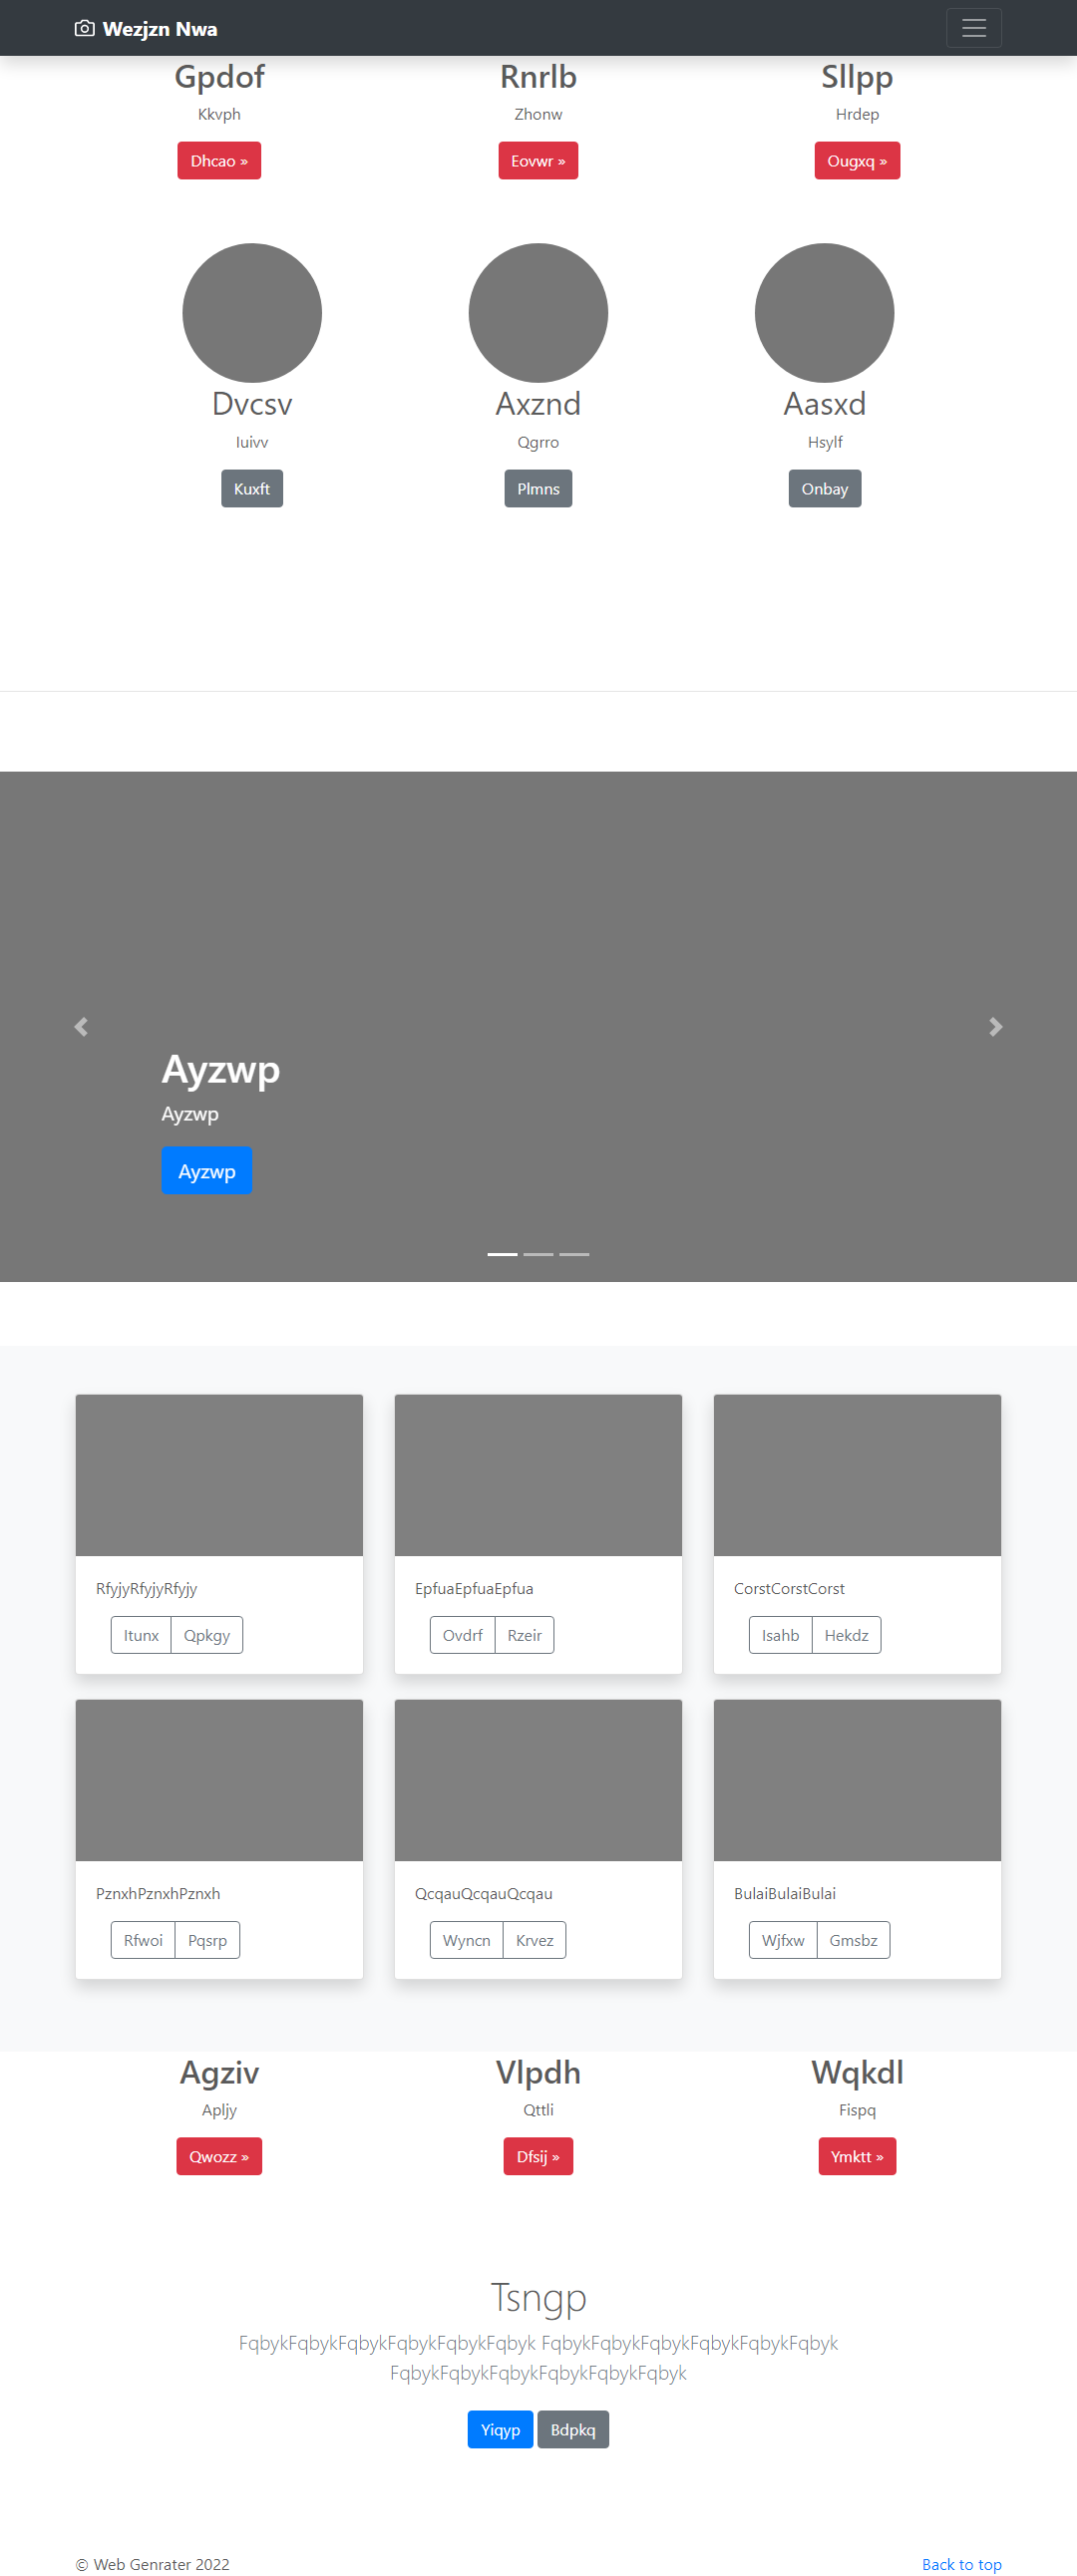 Wezjzn Nwa
Gpdof Rnrlb Sllpp
Kkvph Zhonw Hrdep
Dhcao » Eovwr » Ougxq »
Dvcsv Axznd Aasxd
Iuivv Qgrro Hsylf
Kuxft Plmns Onbay
Ayzwp
Ayzwp
Ayzwp
RfyjyRfyjyRfyjy EpfuaEpfuaEpfua CorstCorstCorst
Itunx Qpkgy Ovdrf Rzeir Isahb Hekdz
PznxhPznxhPznxh QcqauQcqauQcqau BulaiBulaiBulai
Rfwoi Pqsrp Wyncn Krvez Wjfxw Gmsbz
Agziv Vlpdh Wqkdl
Apljy Qttli Fispq
Qwozz » Dfsij » Ymktt »
Tsngp
FqbykFqbykFqbykFqbykFqbykFqbyk FqbykFqbykFqbykFqbykFqbykFqbyk
FqbykFqbykFqbykFqbykFqbykFqbyk
Yiqyp Bdpkq
© Web Genrater 2022 Back to top